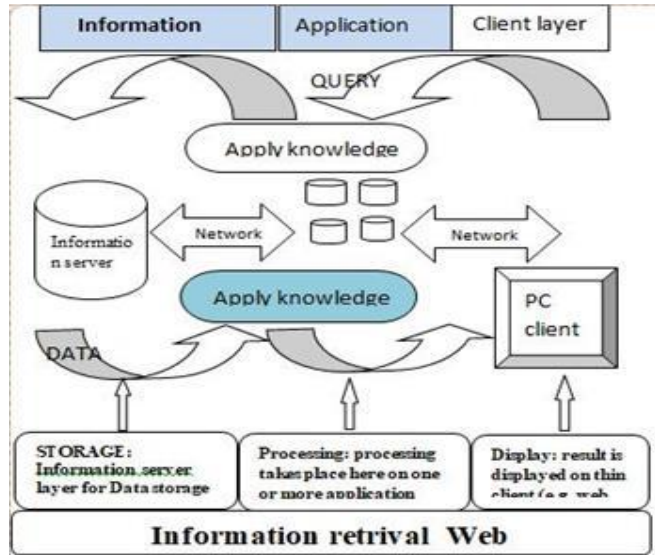 Information
Application
Client layer
QUERY
Apply knowledge
Informatio
n server
Network
Network
Apply knowledge
PC
client
DATA
STORAGE:
Information server
layer for Data storage
Processing: processing
takes place here on one
or more application
Display: result is
displayed on thin
client (e.g. web
Information retrival Web